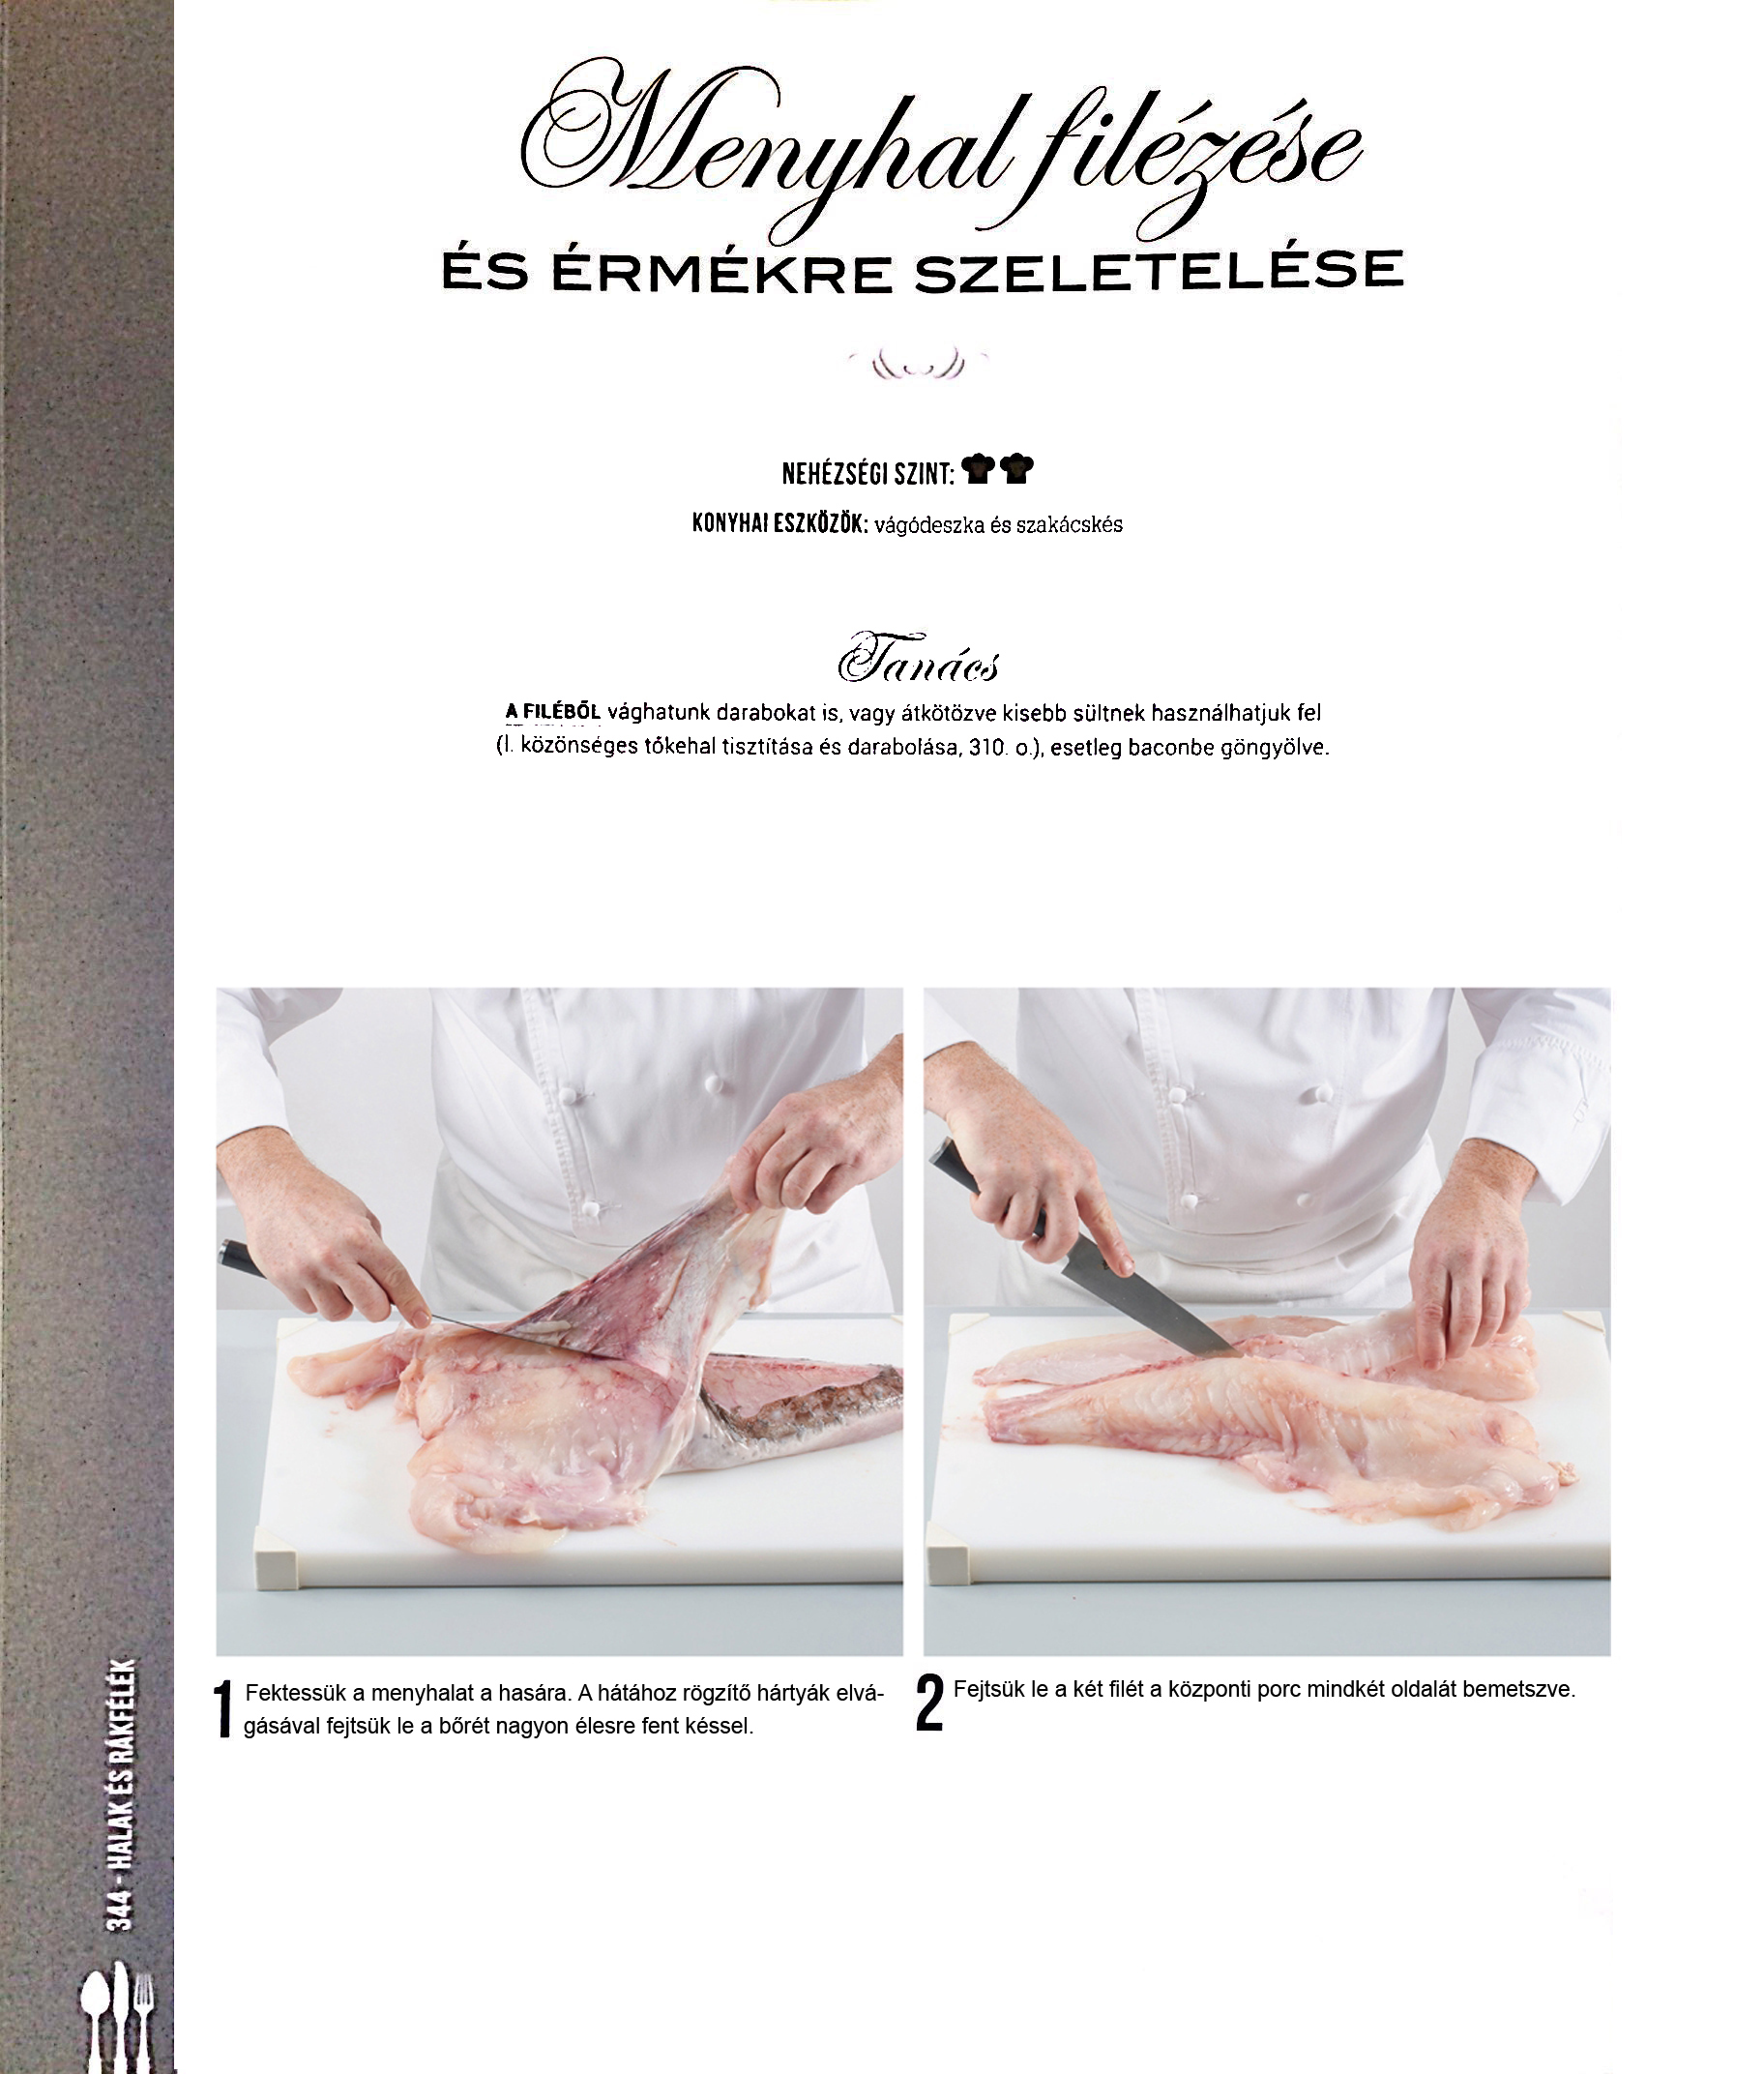 Menyhal filézése
ÉS ÉRMÉKRE SZELETELÉSE
NEHÉZSÉGI SZINT:
KONYHAI ESZKÖZÖK: vágódeszka és szakácskés
Tanács
A FILÉBŐL vághatunk darabokat is, vagy átkötözve kisebb sültnek használhatjuk fel
(l. közönséges tőkehal tisztítása és darabolása, 310. o.), esetleg baconbe göngyölve.
1 Fektessük a menyhalat a hasára. A hátához rögzítő hártyák elvá-
gásával fejtsük le a bőrét nagyon élesre fent késsel.
2 Fejtsük le a két filét a központi porc mindkét oldalát bemetszve.
344 - HALAK ÉS RÁKFÉLÉK